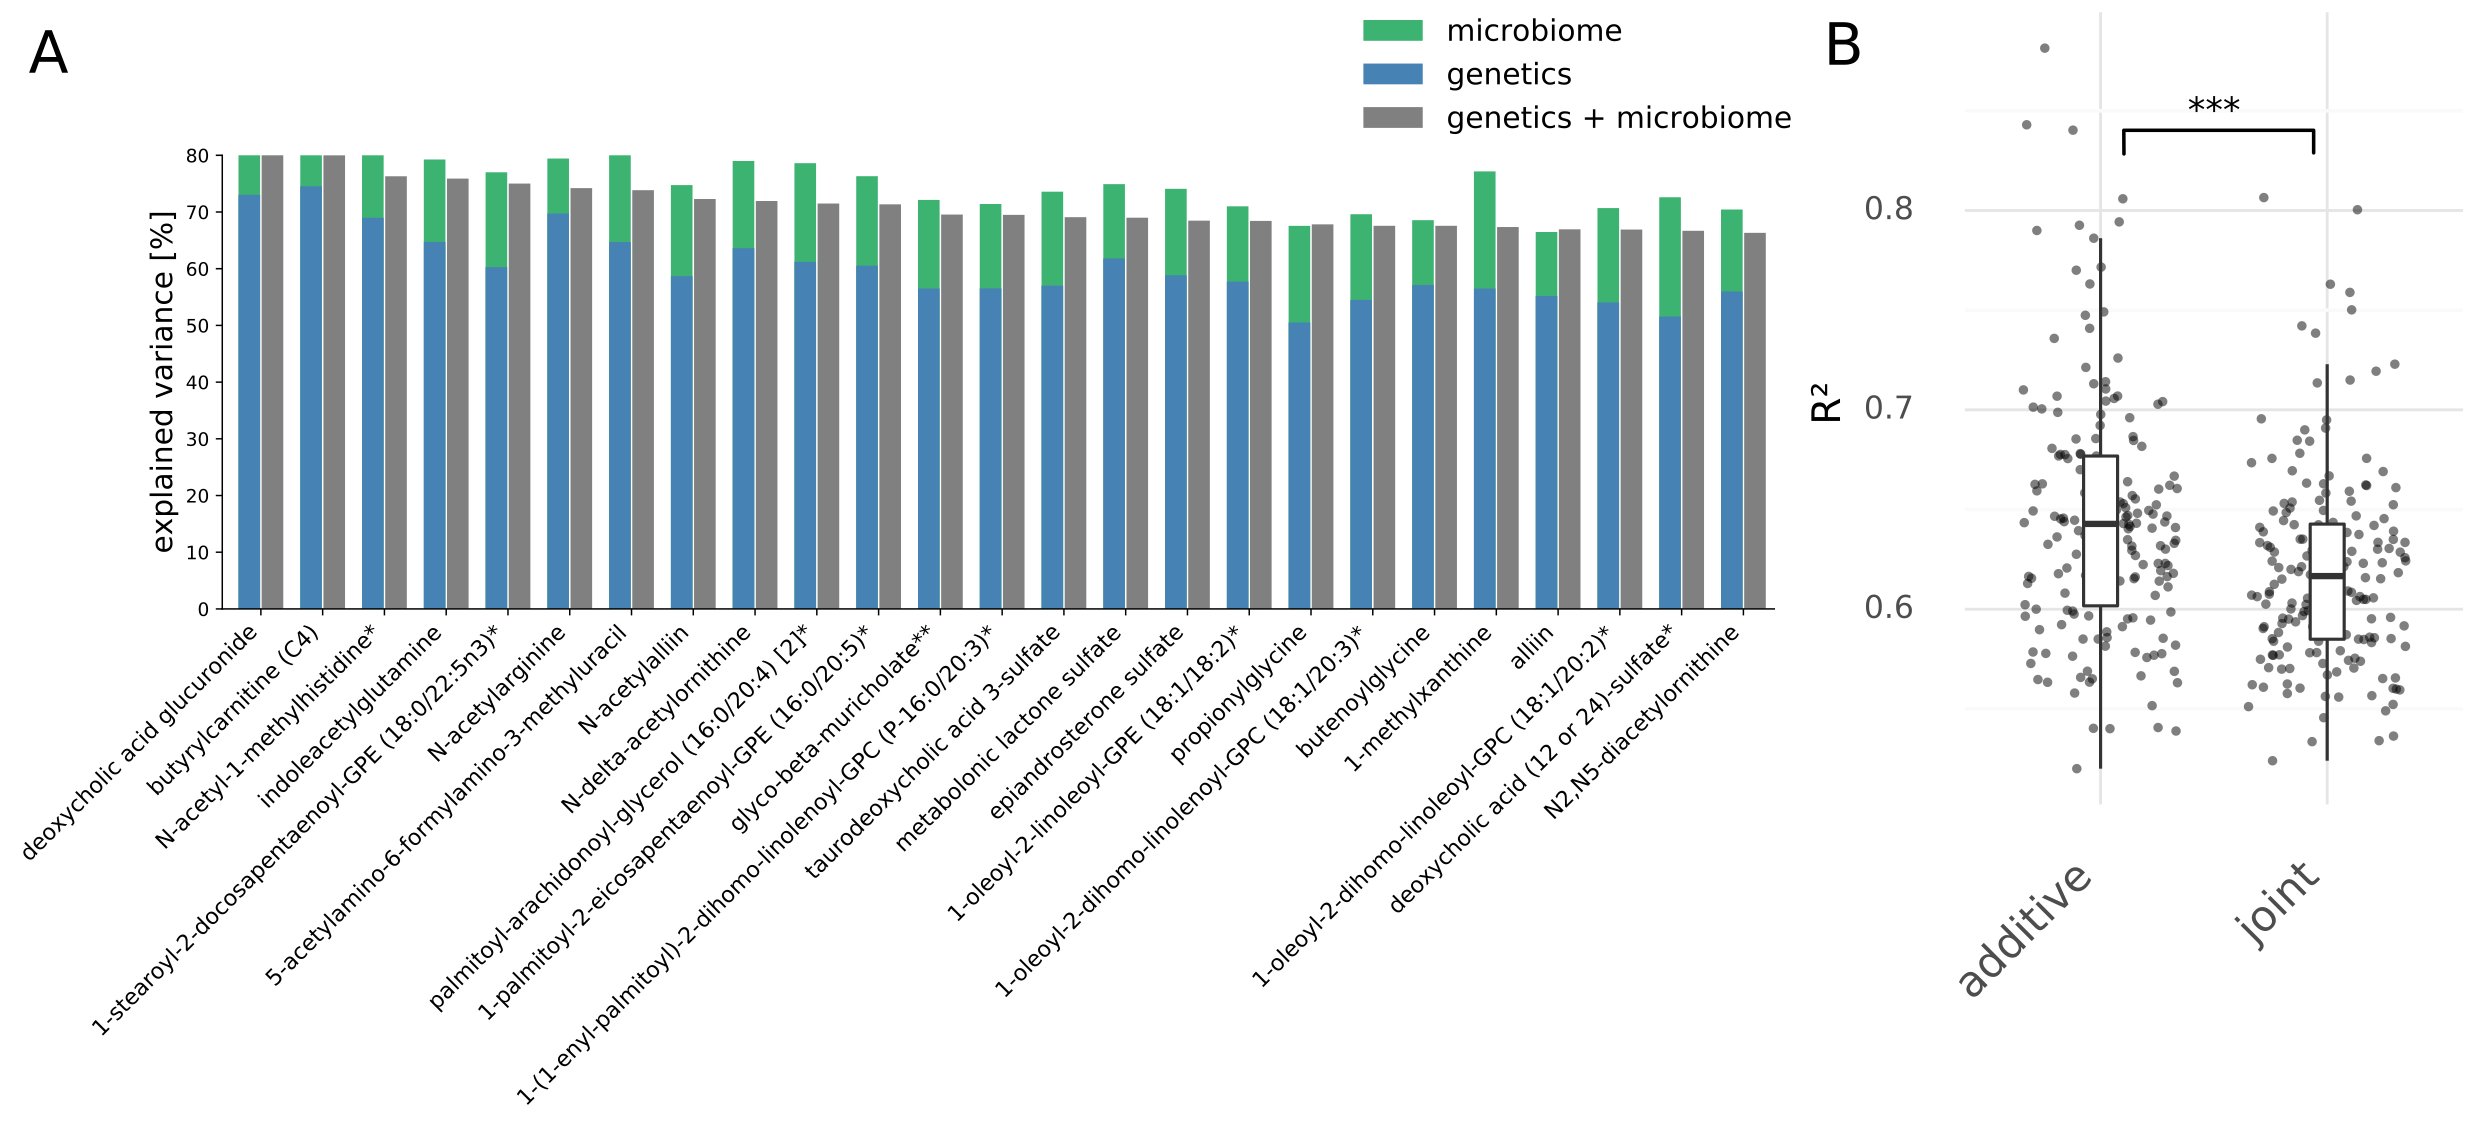 A
microbiome
genetics
genetics + microbiome
B
explained variance [%]
80
70
60
50
40
30
20
10
0
deoxycholic acid glucuronide
butyrylcarnitine (C4)
N-acetyl-1-methylhistidine*
indoleacetylglutamine
1-stearoyl-2-docosapentaenoyl-GPE (18:0/22:5n3)*
N-acetylarginine
5-acetylamino-6-formylamino-3-methyluracil
N-acetylalliin
N-delta-acetylornithine
palmitoyl-arachidonoyl-glycerol (16:0/20:4) [2]*
1-palmitoyl-2-eicosapentaenoyl-GPE (16:0/20:5)*
glyco-beta-muricholate**
1-(1-enyl-palmitoyl)-2-dihomo-linolenoyl-GPC (P-16:0/20:3)*
taurodeoxycholic acid 3-sulfate
metabolonic lactone sulfate
epiandrosterone sulfate
1-oleoyl-2-linoleoyl-GPE (18:1/18:2)*
propionylglycine
1-oleoyl-2-dihomo-linolenoyl-GPC (18:1/20:3)*
butenoylglycine
1-methylxanthine
alliin
1-oleoyl-2-dihomo-linoleoyl-GPC (18:1/20:2)*
deoxycholic acid (12 or 24)-sulfate*
N2,N5-diacetylornithine
***
R²
0.8
0.7
0.6
additive
joint